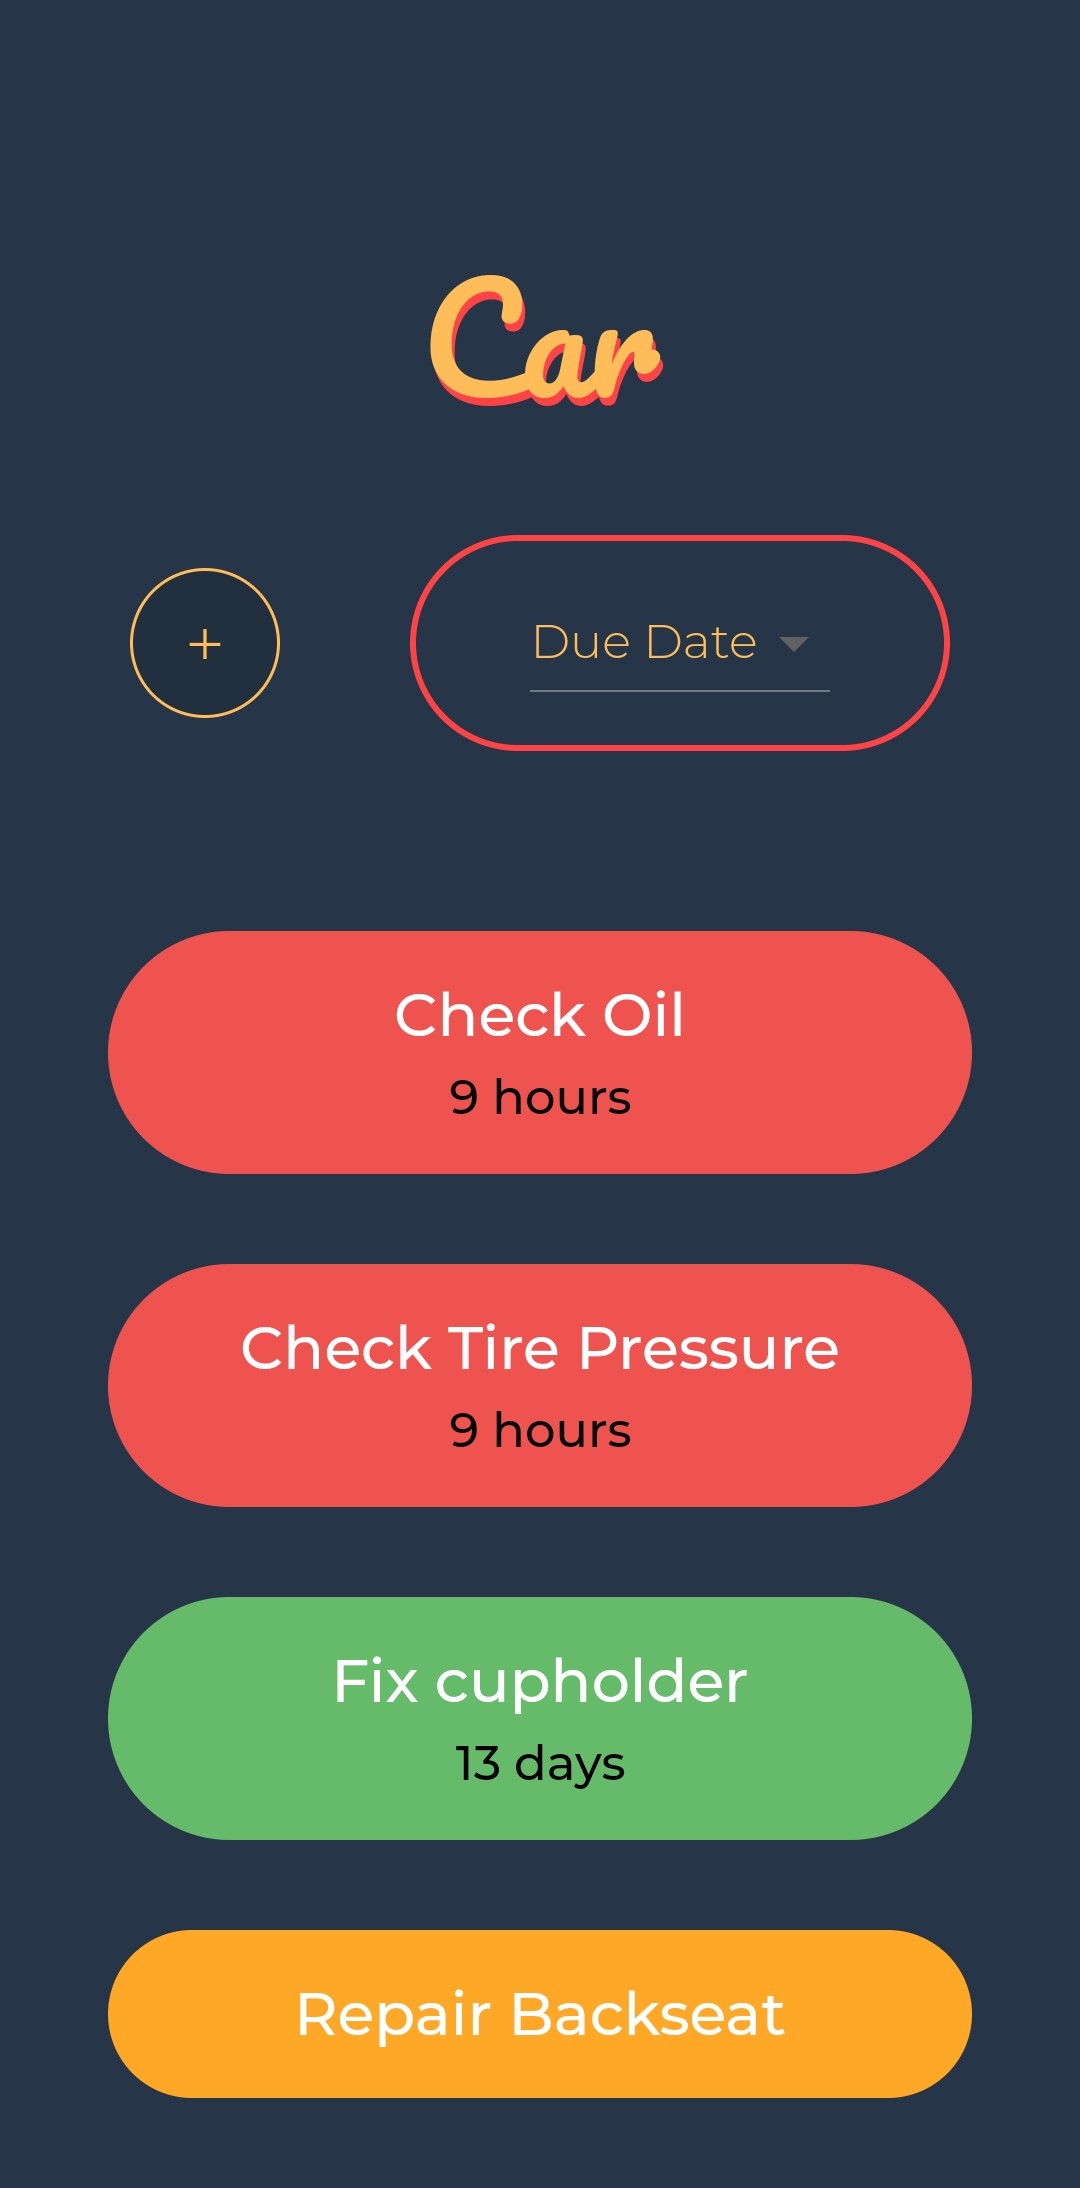 Car
+
Due Date
Check Oil
9 hours
Check Tire Pressure
9 hours
Fix cupholder
13 days
Repair Backseat